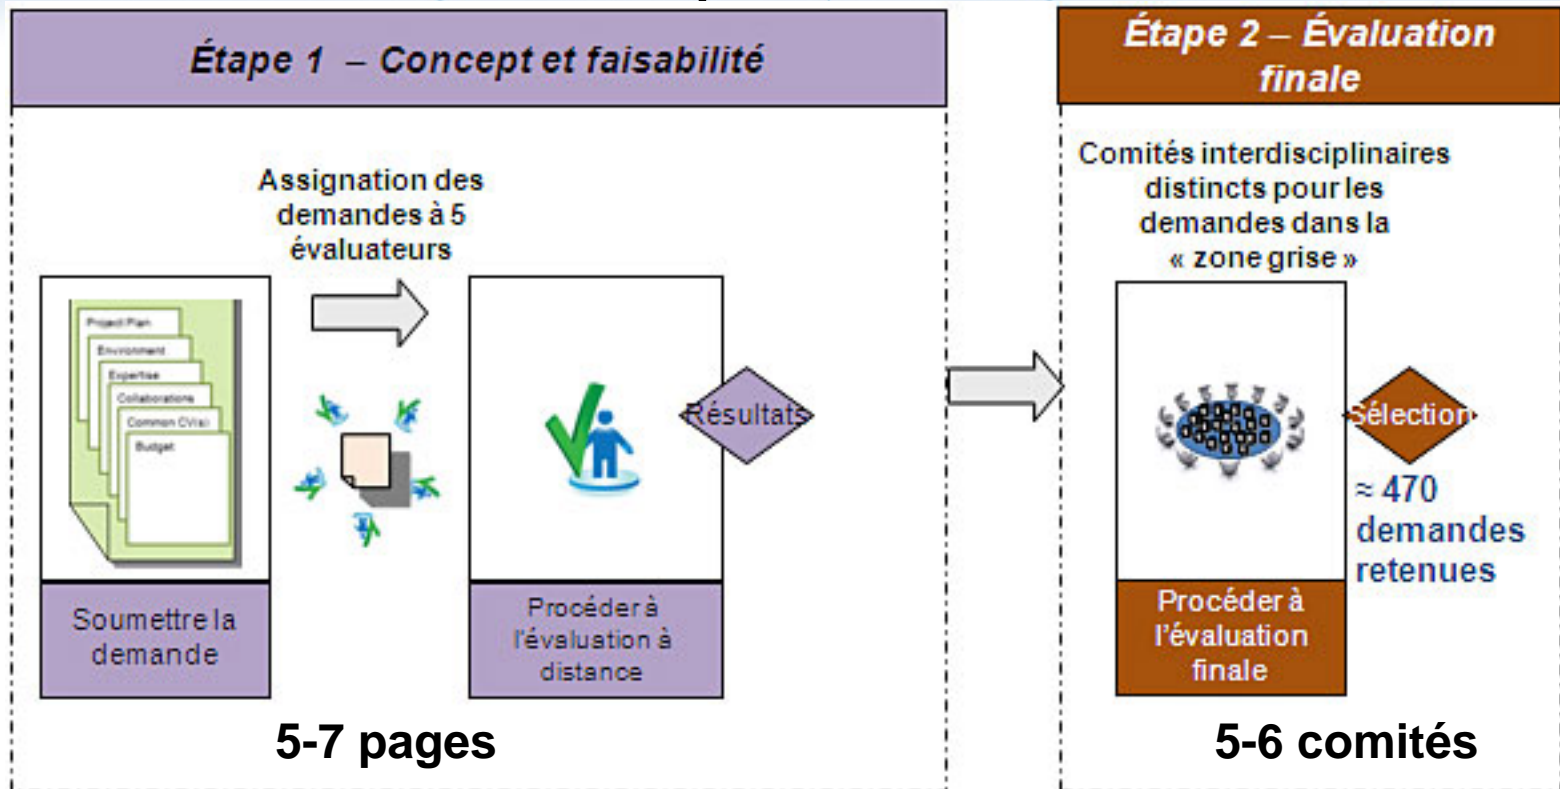 Étape 1 – Concept et faisabilité
Assignation des
demandes à 5
évaluateurs
Project Plan
Environment
Expertise
Collaborations
Common CV(s)
Budget
Résultats
Soumettre la
demande
Procéder à
l'évaluation à
distance
5-7 pages
Étape 2 – Évaluation
finale
Comités interdisciplinaires
distincts pour les
demandes dans la
« zone grise »
Sélection
≈ 470
demandes
retenues
Procéder à
l'évaluation
finale
5-6 comités